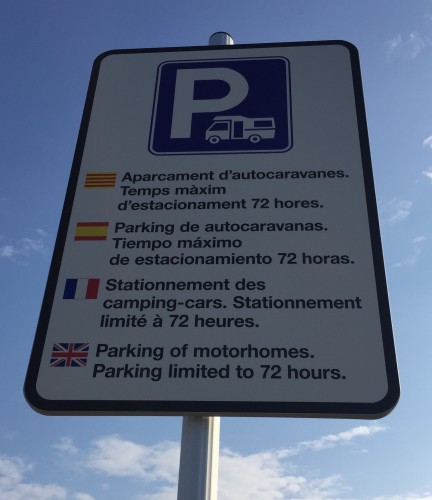 P
Aparcament d'autocaravanes.
Temps màxim
d'estacionament 72 hores.
Parking de autocaravanas.
Tiempo máximo
de estacionamiento 72 horas.
Stationnement des
camping-cars. Stationnement
limité à 72 heures.
Parking of motorhomes.
Parking limited to 72 hours.